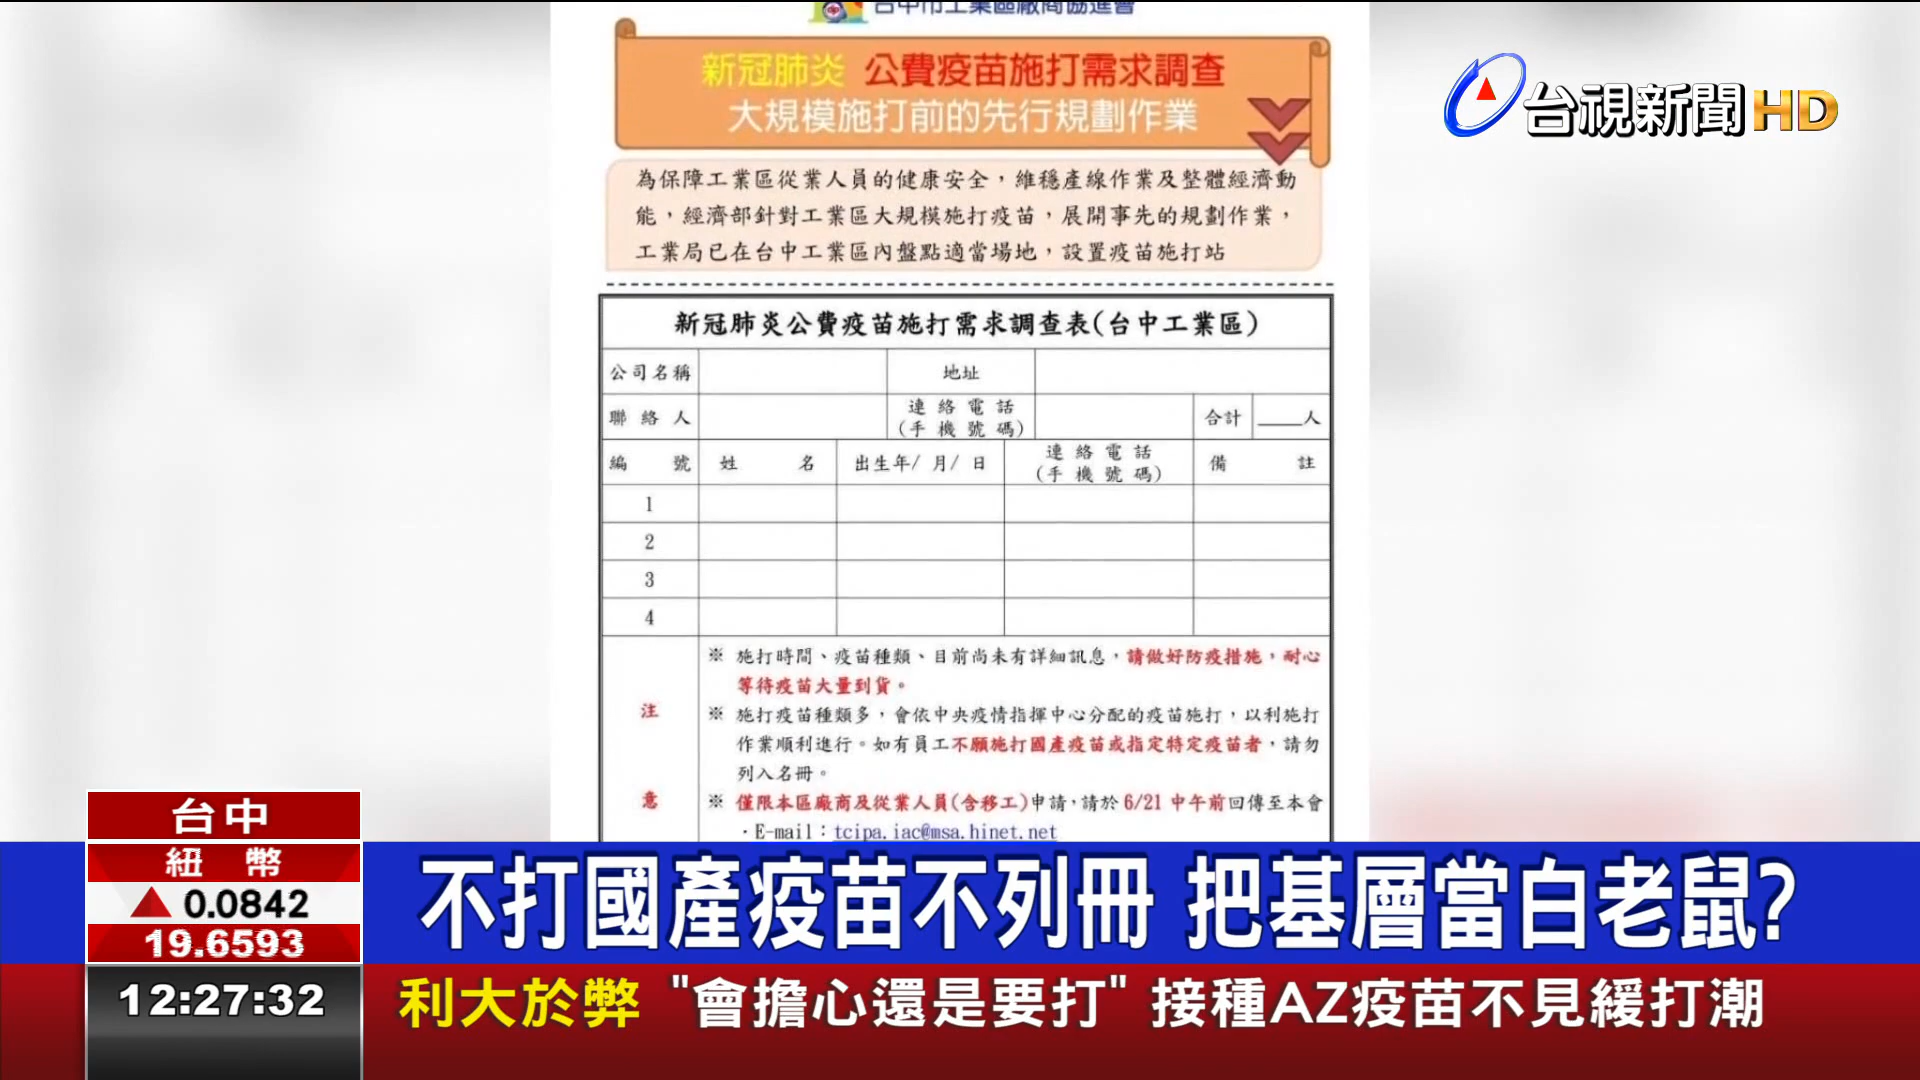 台中市工業區廠商協進會
新冠肺炎 公費疫苗施打需求調查
大規模施打前的先行規劃作業
台視新聞HD
為保障工業區從業人員的健康安全，維穩產線作業及整體經濟動
能，經濟部針對工業區大規模施打疫苗，展開事先的規劃作業，
工業局已在台中工業區內盤點適當場地，設置疫苗施打站
新冠肺炎公費疫苗施打需求調查表(台中工業區)
公司名稱 地址
聯絡人 連絡電話 (手機號碼) 合計 ____人
編號 姓名 出生年/月/日 連絡電話 (手機號碼) 備註
1
2
3
4
注意
※ 施打時間、疫苗種類、目前尚未有詳細訊息，請做好防疫措施，耐心
等待疫苗大量到貨。
※ 施打疫苗種類多，會依中央疫情指揮中心分配的疫苗施打，以利施打
作業順利進行。如有員工不願施打國產疫苗或指定特定疫苗者，請勿
列入名冊。
※ 僅限本區廠商及從業人員(含移工)申請，請於 6/21 中午前回傳至本會
·E-mail：tcipa.iac@msa.hinet.net
台中
紐幣
▲ 0.0842
19.6593
12:27:32
不打國產疫苗不列冊 把基層當白老鼠?
利大於弊 "會擔心還是要打" 接種AZ疫苗不見緩打潮